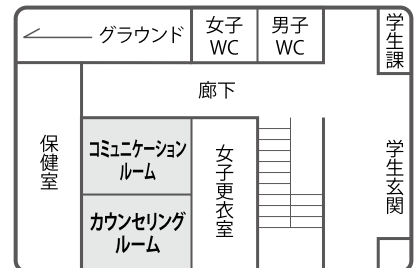 グラウンド
女子
WC
男子
WC
学生課
廊下
保健室
コミュニケーション
ルーム
女子更衣室
学生玄関
カウンセリング
ルーム